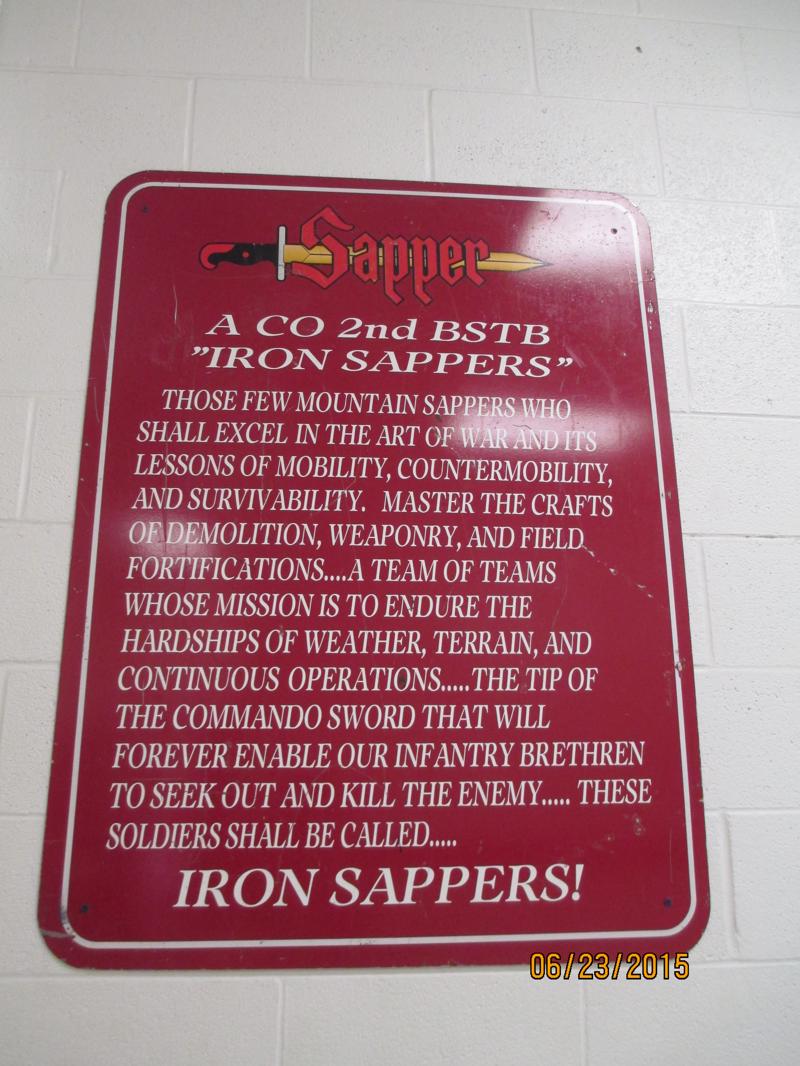 Sapper
A CO 2nd BSTB
"IRON SAPPERS"
THOSE FEW MOUNTAIN SAPPERS WHO
SHALL EXCEL IN THE ART OF WAR AND ITS
LESSONS OF MOBILITY, COUNTERMOBILITY,
AND SURVIVABILITY. MASTER THE CRAFTS
OF DEMOLITION, WEAPONRY, AND FIELD
FORTIFICATIONS....A TEAM OF TEAMS
WHOSE MISSION IS TO ENDURE THE
HARDSHIPS OF WEATHER, TERRAIN, AND
CONTINUOUS OPERATIONS.....THE TIP OF
THE COMMANDO SWORD THAT WILL
FOREVER ENABLE OUR INFANTRY BRETHREN
TO SEEK OUT AND KILL THE ENEMY..... THESE
SOLDIERS SHALL BE CALLED.....
IRON SAPPERS!
06/23/2015